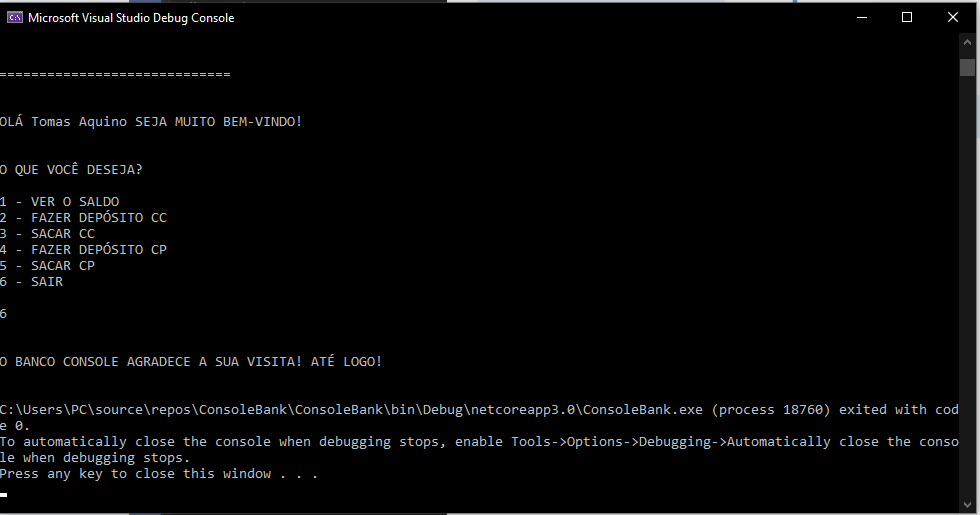 Microsoft Visual Studio Debug Console
=============================
OLÁ Tomas Aquino SEJA MUITO BEM-VINDO!
O QUE VOCÊ DESEJA?
1 - VER O SALDO
2 - FAZER DEPÓSITO CC
3 - SACAR CC
4 - FAZER DEPÓSITO CP
5 - SACAR CP
6 - SAIR
6
O BANCO CONSOLE AGRADECE A SUA VISITA! ATÉ LOGO!
C:\Users\PC\source\repos\ConsoleBank\ConsoleBank\bin\Debug\netcoreapp3.0\ConsoleBank.exe (process 18760) exited with cod
e 0.
To automatically close the console when debugging stops, enable Tools->Options->Debugging->Automatically close the conso
le when debugging stops.
Press any key to close this window . . .